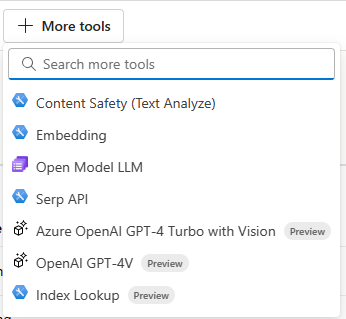 More tools
Search more tools
Content Safety (Text Analyze)
Embedding
Open Model LLM
Serp API
Azure OpenAI GPT-4 Turbo with Vision Preview
OpenAI GPT-4V Preview
Index Lookup Preview